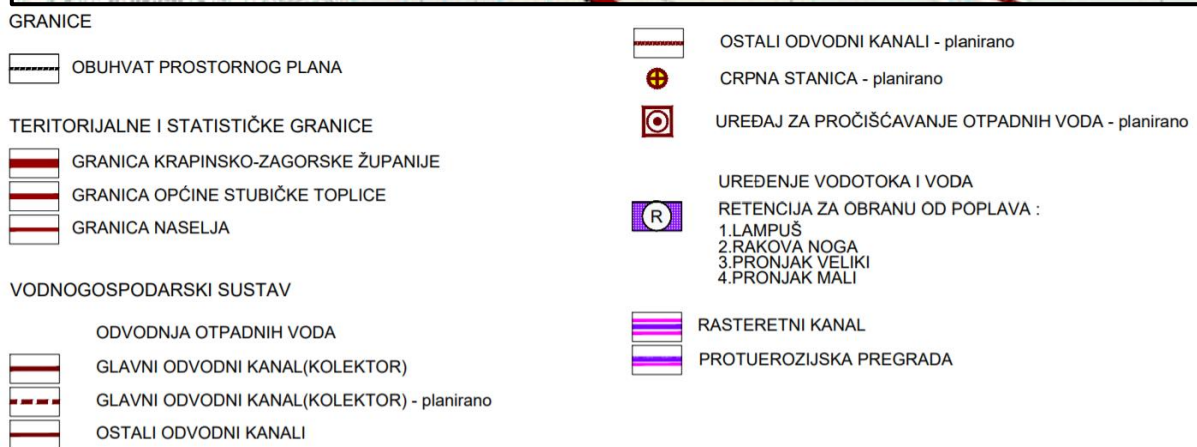 GRANICE
OBUHVAT PROSTORNOG PLANA
TERITORIJALNE I STATISTIČKE GRANICE
GRANICA KRAPINSKO-ZAGORSKE ŽUPANIJE
GRANICA OPĆINE STUBIČKE TOPLICE
GRANICA NASELJA
VODNOGOSPODARSKI SUSTAV
ODVODNJA OTPADNIH VODA
GLAVNI ODVODNI KANAL(KOLEKTOR)
GLAVNI ODVODNI KANAL(KOLEKTOR) - planirano
OSTALI ODVODNI KANALI
OSTALI ODVODNI KANALI - planirano
CRPNA STANICA - planirano
UREĐAJ ZA PROČIŠĆAVANJE OTPADNIH VODA - planirano
UREĐENJE VODOTOKA I VODA
R
RETENCIJA ZA OBRANU OD POPLAVA :
1.LAMPUŠ
2.RAKOVA NOGA
3.PRONJAK VELIKI
4.PRONJAK MALI
RASTERETNI KANAL
PROTUEROZIJSKA PREGRADA